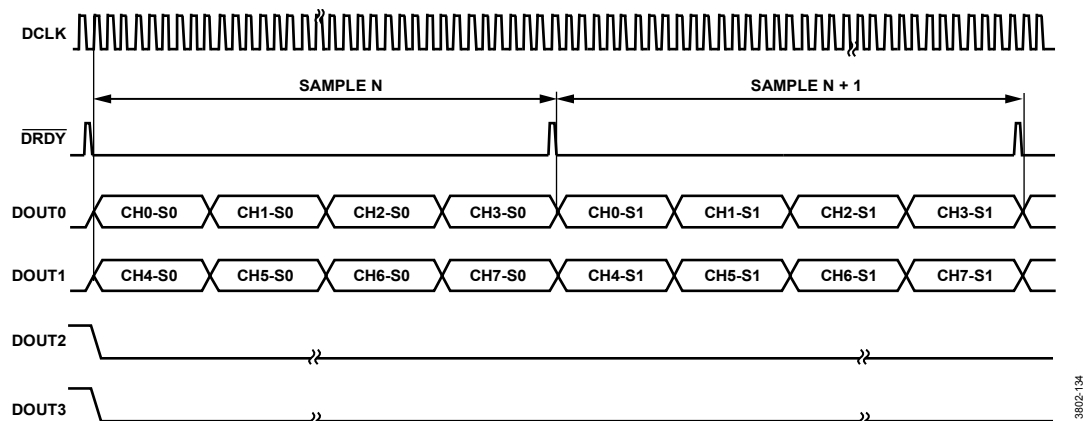 DCLK
SAMPLE N SAMPLE N + 1
DRDY
DOUT0 CH0-S0 CH1-S0 CH2-S0 CH3-S0 CH0-S1 CH1-S1 CH2-S1 CH3-S1
DOUT1 CH4-S0 CH5-S0 CH6-S0 CH7-S0 CH4-S1 CH5-S1 CH6-S1 CH7-S1
DOUT2
DOUT3
3802-134